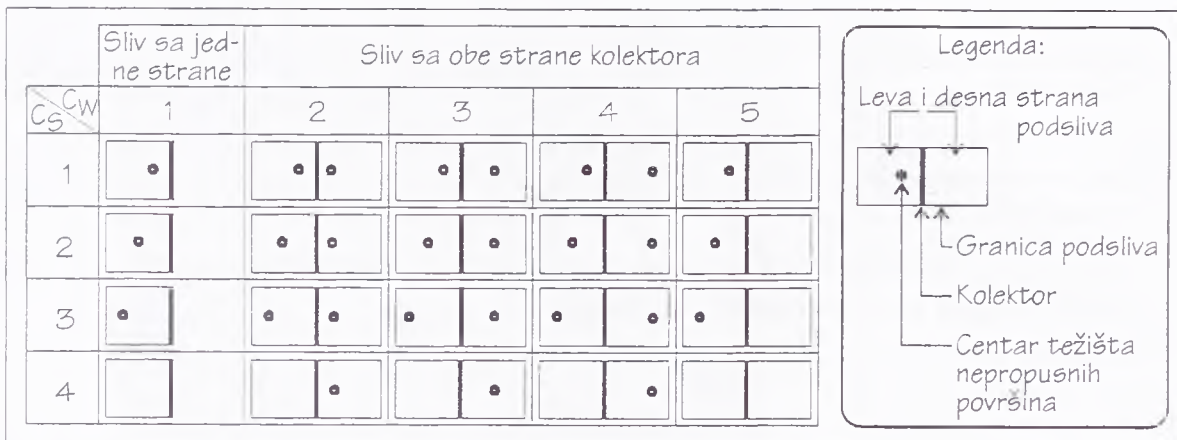 Sliv sa jed-
ne strane
Sliv sa obe strane kolektora
CS CW
1 2 3 4 5
1
2
3
4
Legenda:
Leva i desna strana
podsliva
Granica podsliva
Kolektor
Centar težišta
nepropusnih
površina